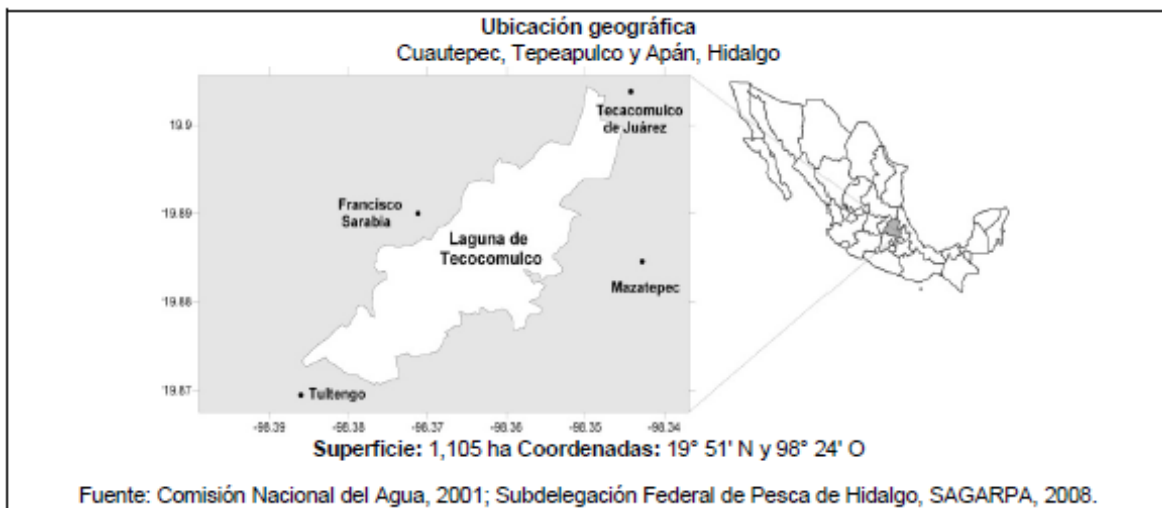 Ubicación geográfica
Cuautepec, Tepeapulco y Apán, Hidalgo
Tecacomulco
de Juárez
19.9
Francisco
Sarabia
19.89
Laguna de
Tecocomulco
Mazatepec
19.88
19.87
Tultengo
-98.39 -98.38 -98.37 -98.36 -98.35 -98.34
Superficie: 1,105 ha Coordenadas: 19° 51' N y 98° 24' O
Fuente: Comisión Nacional del Agua, 2001; Subdelegación Federal de Pesca de Hidalgo, SAGARPA, 2008.